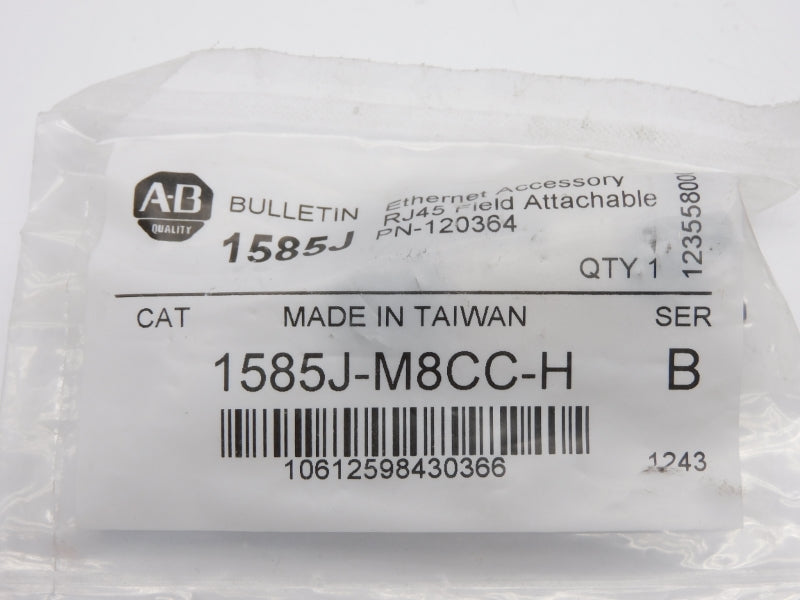 A-B
QUALITY
BULLETIN
1585J
Ethernet Accessory
RJ45 Field Attachable
PN-120364
QTY 1
12355800
CAT MADE IN TAIWAN SER
1585J-M8CC-H B
10612598430366
1243